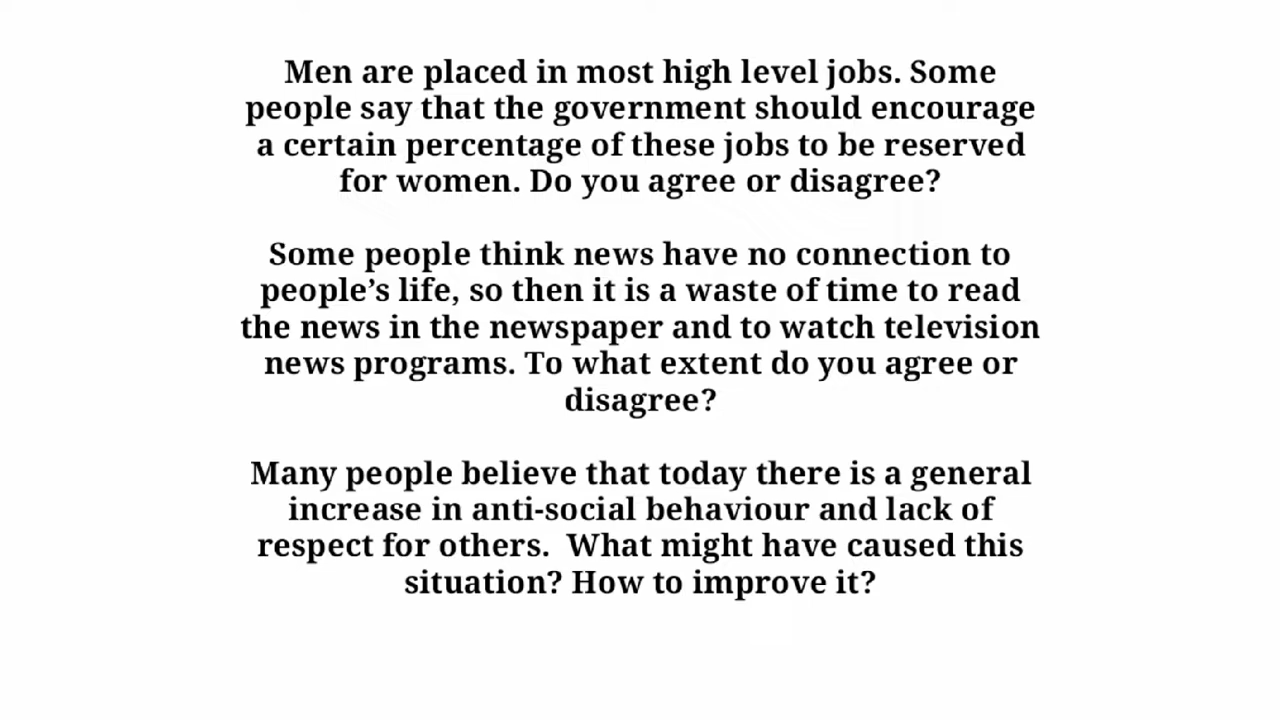 Men are placed in most high level jobs. Some
people say that the government should encourage
a certain percentage of these jobs to be reserved
for women. Do you agree or disagree?
Some people think news have no connection to
people’s life, so then it is a waste of time to read
the news in the newspaper and to watch television
news programs. To what extent do you agree or
disagree?
Many people believe that today there is a general
increase in anti-social behaviour and lack of
respect for others.  What might have caused this
situation? How to improve it?